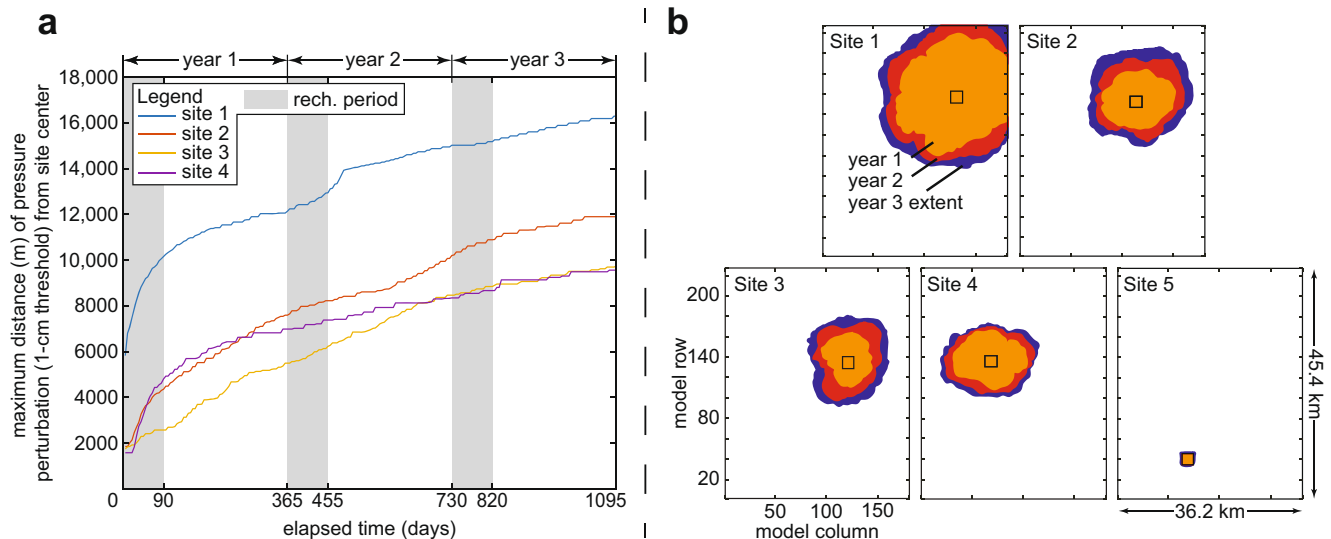 a
year 1
year 2
year 3
18,000
16,000
14,000
12,000
10,000
8000
6000
4000
2000
0
90
365
455
730
820
1095
elapsed time (days)
maximum distance (m) of pressure
perturbation (1-cm threshold) from site center
Legend
site 1
site 2
site 3
site 4
rech. period
b
Site 1
year 1
year 2
year 3 extent
Site 2
Site 3
Site 4
Site 5
220
140
80
20
model row
50
100
150
model column
45.4 km
36.2 km